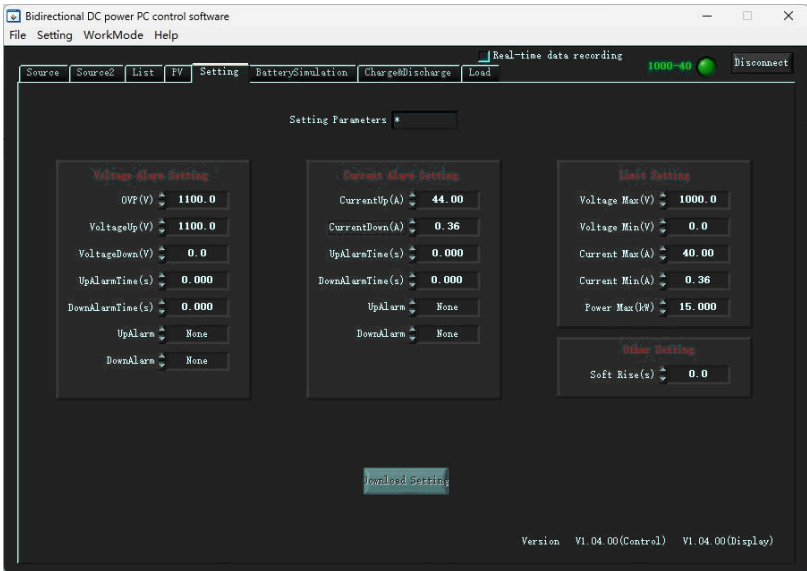 Bidirectional DC power PC control software
File Setting WorkMode Help
Real-time data recording
1000-40
Disconnect
Source Source2 List PV Setting BatterySimulation Charge&Discharge Load
Setting Parameters *
Voltage Alarm Setting
OVP(V) 1100.0
VoltageUp(V) 1100.0
VoltageDown(V) 0.0
UpAlarmTime(s) 0.000
DownAlarmTime(s) 0.000
UpAlarm None
DownAlarm None
Current Alarm Setting
CurrentUp(A) 44.00
CurrentDown(A) 0.36
UpAlarmTime(s) 0.000
DownAlarmTime(s) 0.000
UpAlarm None
DownAlarm None
Limit Setting
Voltage Max(V) 1000.0
Voltage Min(V) 0.0
Current Max(A) 40.00
Current Min(A) 0.36
Power Max(kW) 15.000
Other Setting
Soft Rise(s) 0.0
Download Setting
Version V1.04.00(Control) V1.04.00(Display)